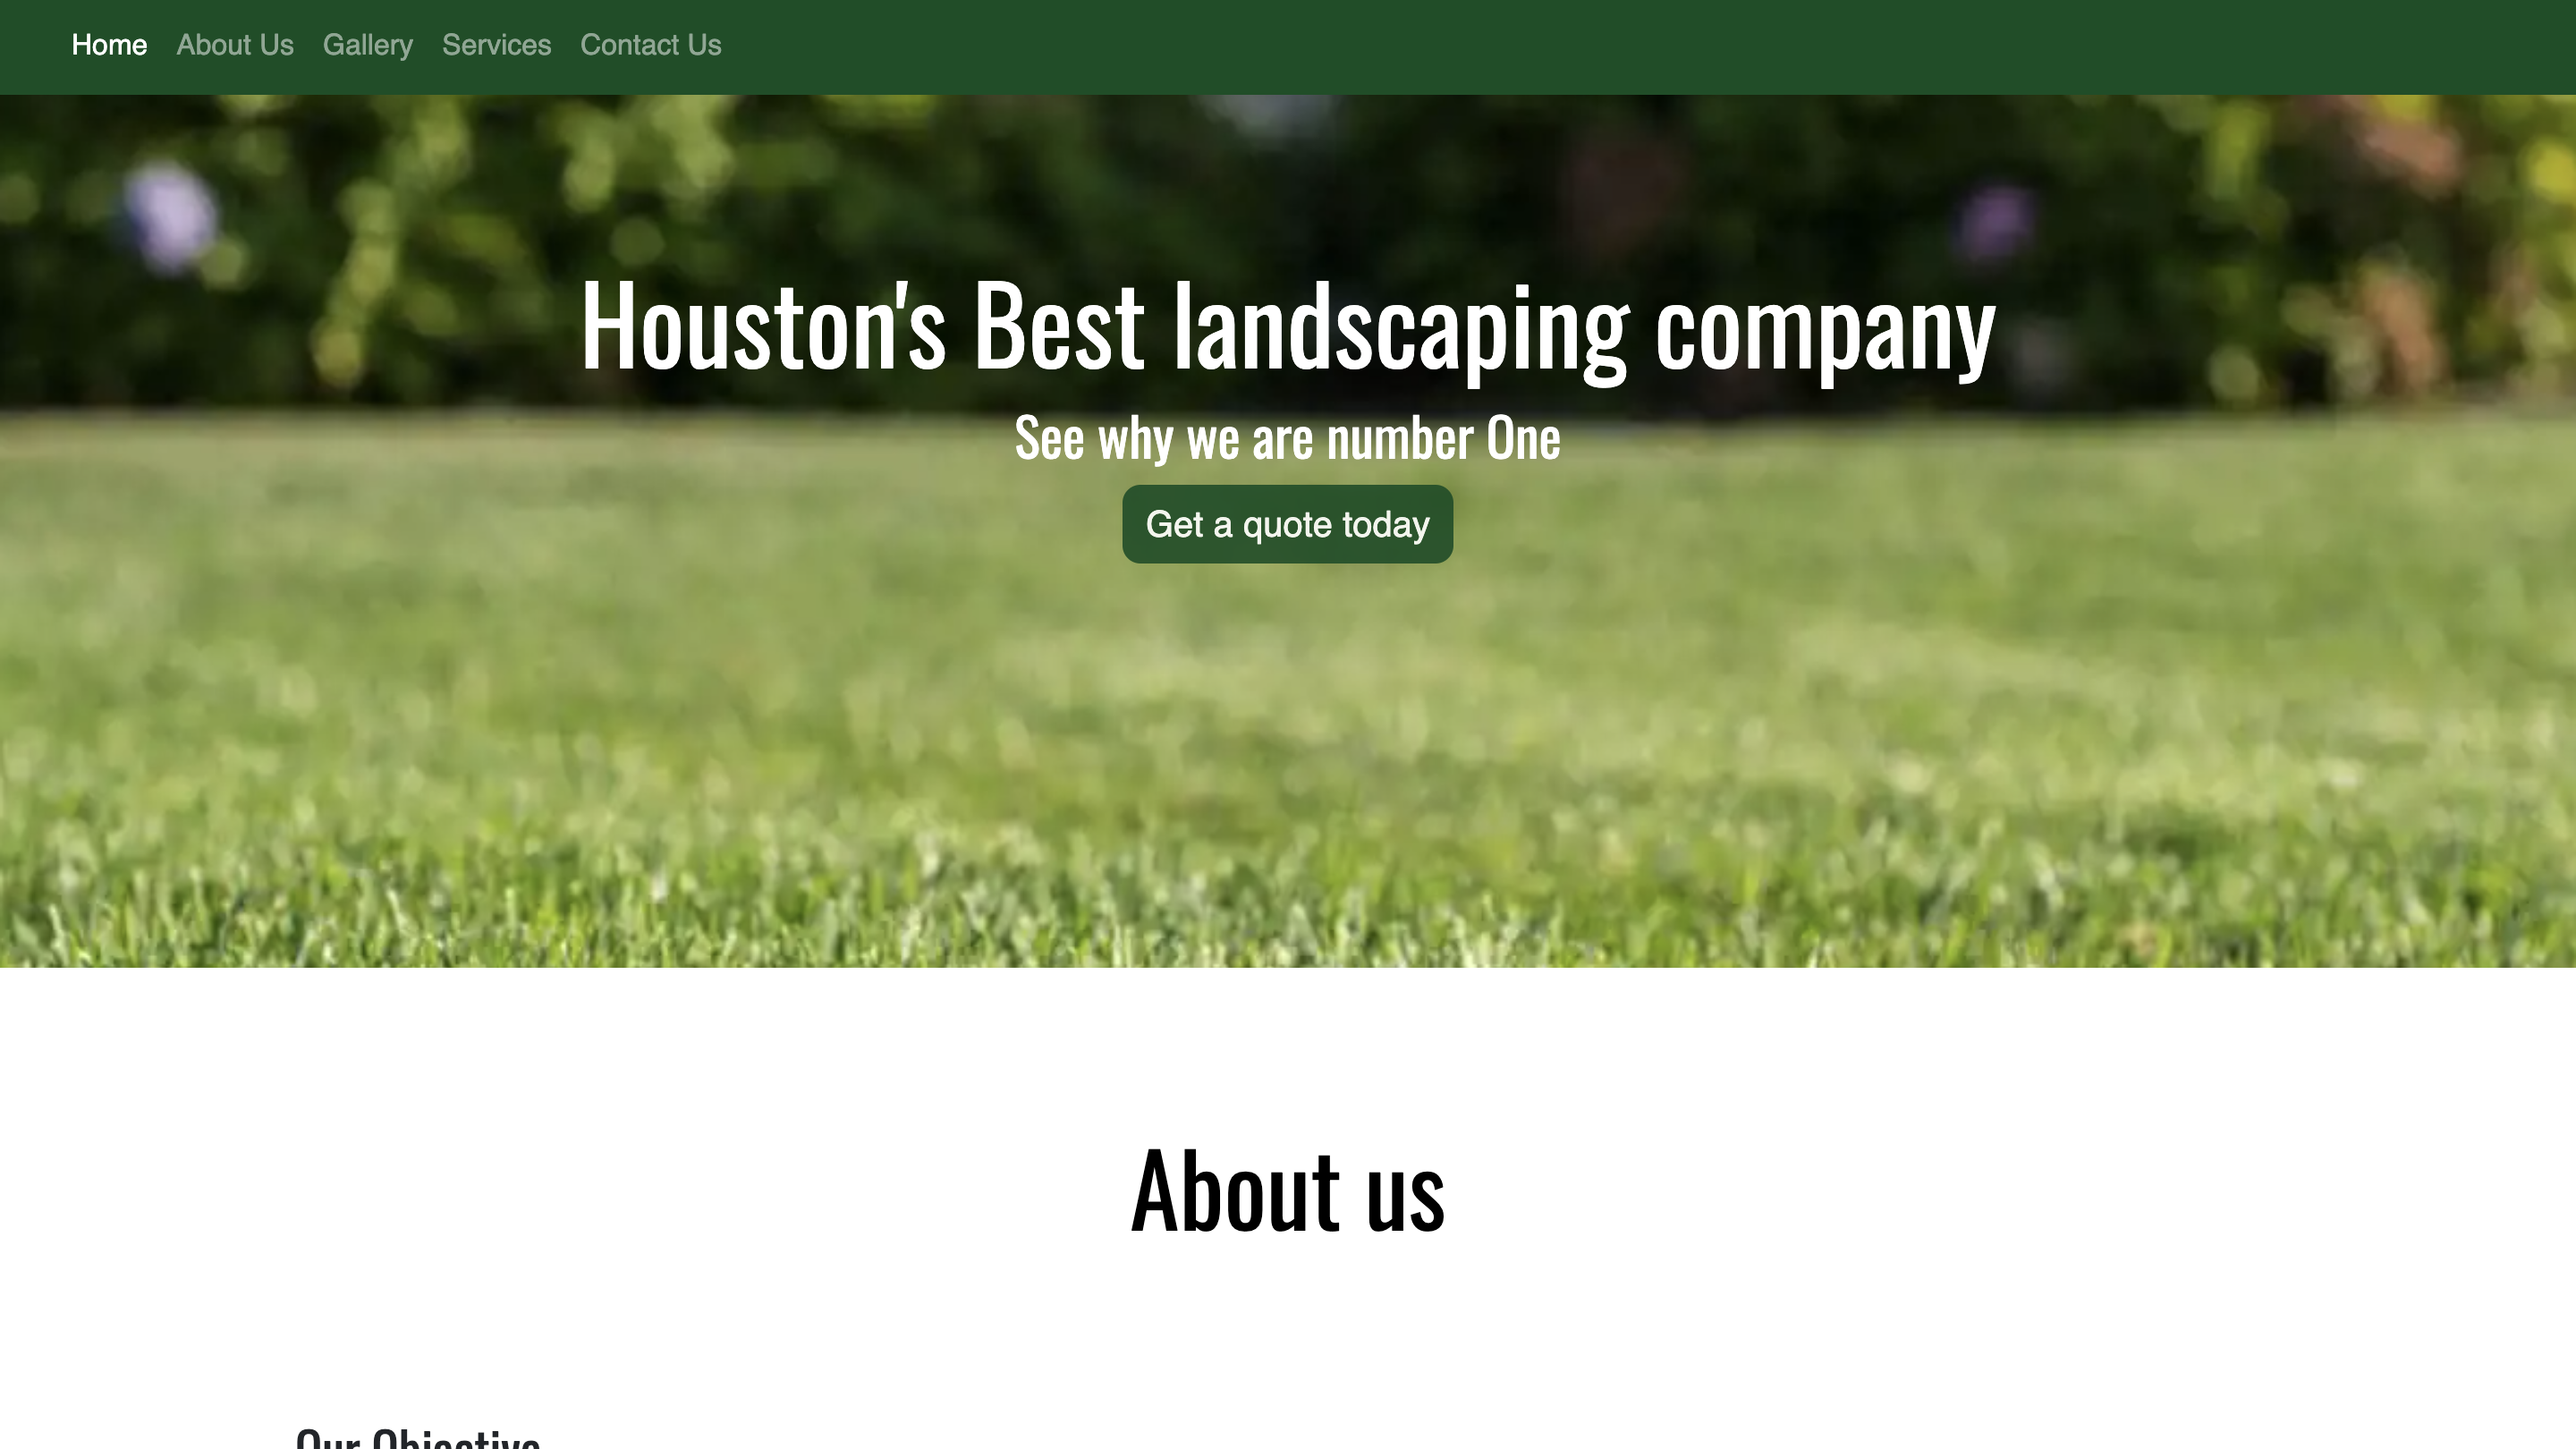 Home About Us Gallery Services Contact Us
Houston's Best landscaping company
See why we are number One
Get a quote today
About us
Our Objective